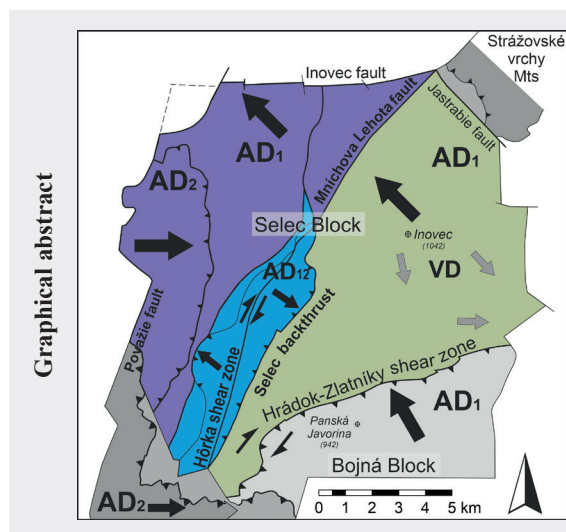 Graphical abstract
Strážovské
vrchy
Mts
Inovec fault
Jastrabie fault
Mníchova Lehota fault
AD1
AD1
AD2
Selec Block
Inovec
(1042)
VD
AD12
Považie fault
Selec backthrust
Hôrka shear zone
Hrádok-Zlatníky shear zone
AD1
Panská
Javorina
(942)
Bojná Block
AD2
0 1 2 3 4 5 km